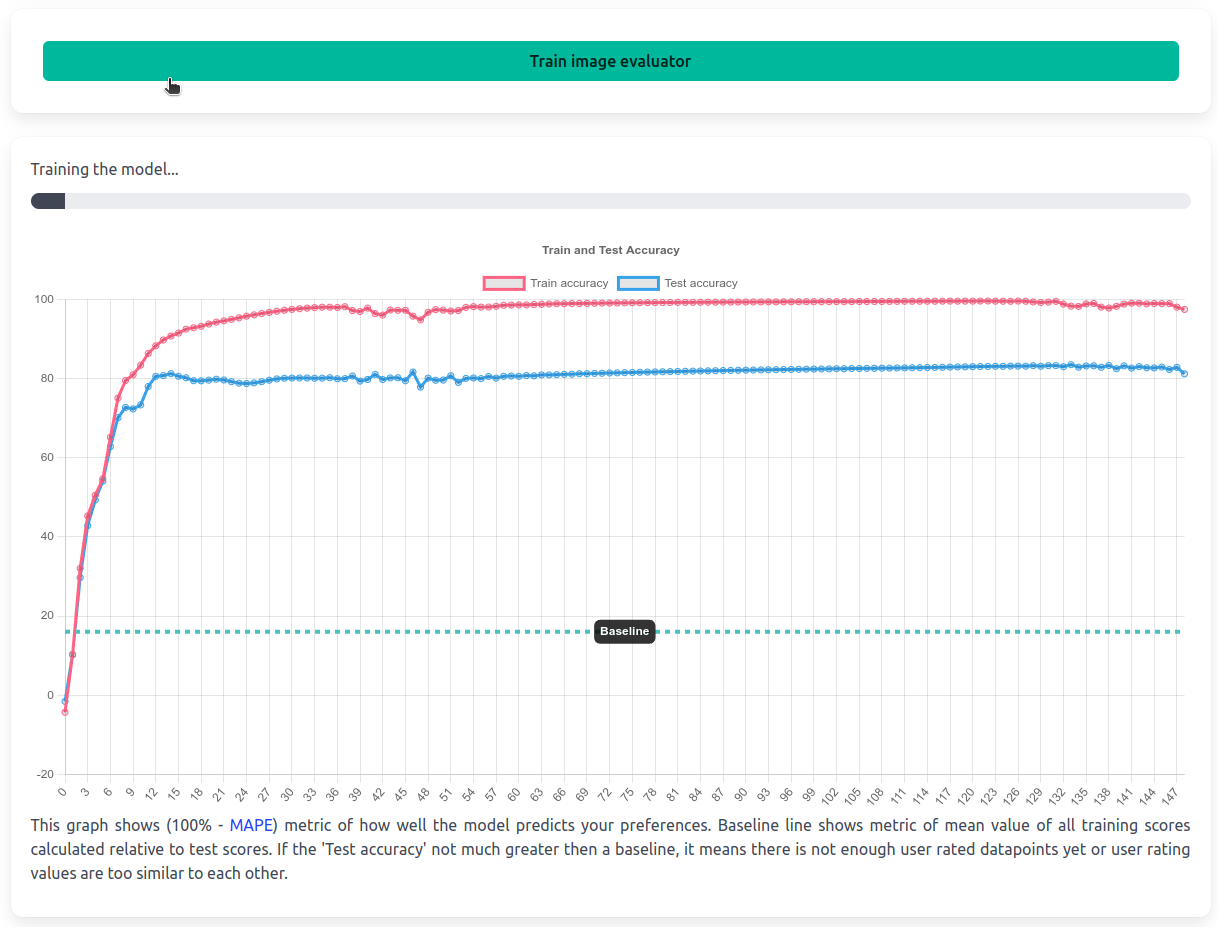 Train image evaluator
Training the model...
Train and Test Accuracy
Train accuracy Test accuracy
100
80
60
40
20
Baseline
0
-20
0 3 6 9 12 15 18 21 24 27 30 33 36 39 42 45 48 51 54 57 60 63 66 69 72 75 78 81 84 87 90 93 96 99 102 105 108 111 114 117 120 123 126 129 132 135 138 141 144 147
This graph shows (100% - MAPE) metric of how well the model predicts your preferences. Baseline line shows metric of mean value of all training scores
calculated relative to test scores. If the 'Test accuracy' not much greater then a baseline, it means there is not enough user rated datapoints yet or user rating
values are too similar to each other.